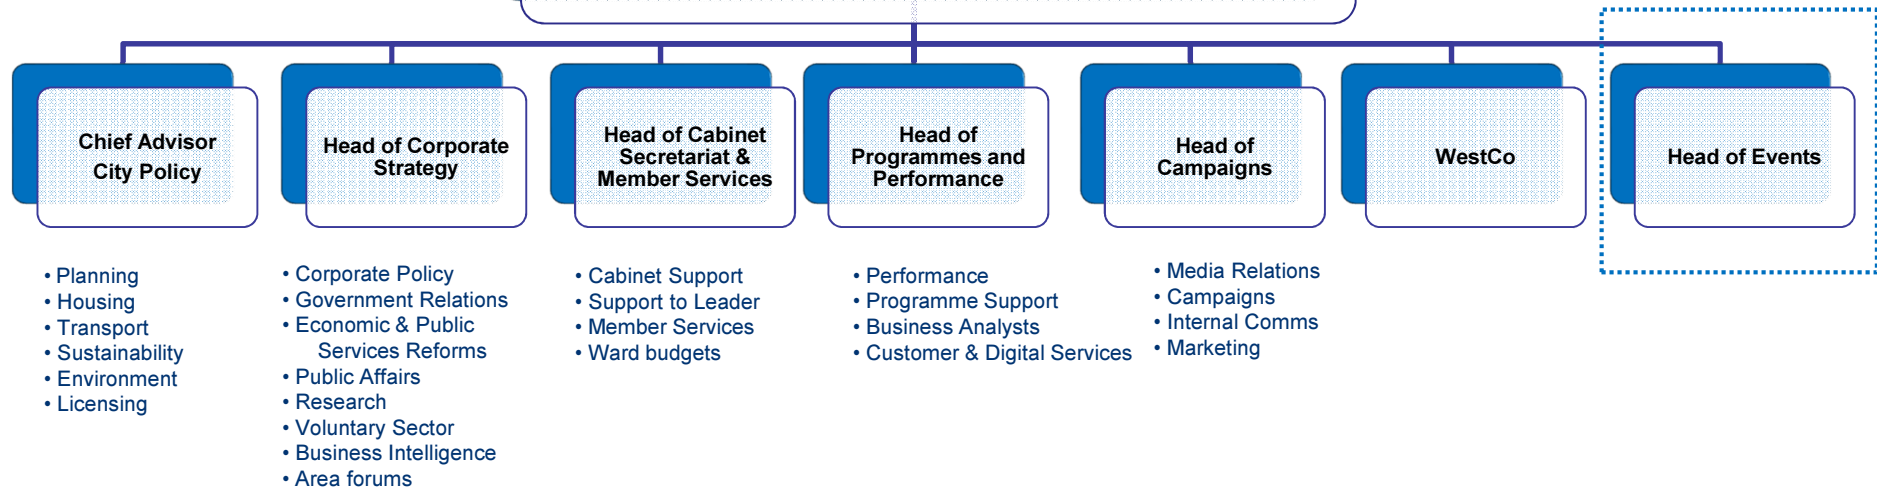 Chief Advisor
City Policy
Head of Corporate
Strategy
Head of Cabinet
Secretariat &
Member Services
Head of
Programmes and
Performance
Head of
Campaigns
WestCo
Head of Events
• Planning
• Housing
• Transport
• Sustainability
• Environment
• Licensing
• Corporate Policy
• Government Relations
• Economic & Public
Services Reforms
• Public Affairs
• Research
• Voluntary Sector
• Business Intelligence
• Area forums
• Cabinet Support
• Support to Leader
• Member Services
• Ward budgets
• Performance
• Programme Support
• Business Analysts
• Customer & Digital Services
• Media Relations
• Campaigns
• Internal Comms
• Marketing